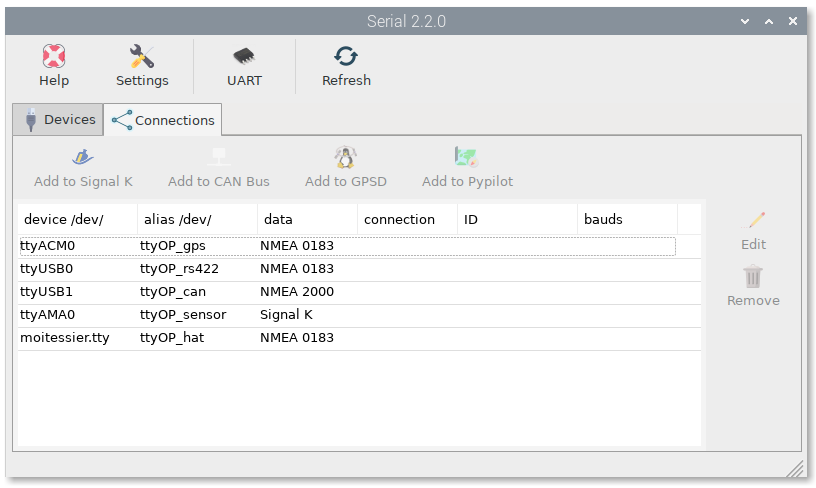 Serial 2.2.0
Help Settings UART Refresh
Devices Connections
Add to Signal K Add to CAN Bus Add to GPSD Add to Pypilot
device /dev/ alias /dev/ data connection ID bauds
ttyACM0 ttyOP_gps NMEA 0183
ttyUSB0 ttyOP_rs422 NMEA 0183
ttyUSB1 ttyOP_can NMEA 2000
ttyAMA0 ttyOP_sensor Signal K
moitessier.tty ttyOP_hat NMEA 0183
Edit
Remove